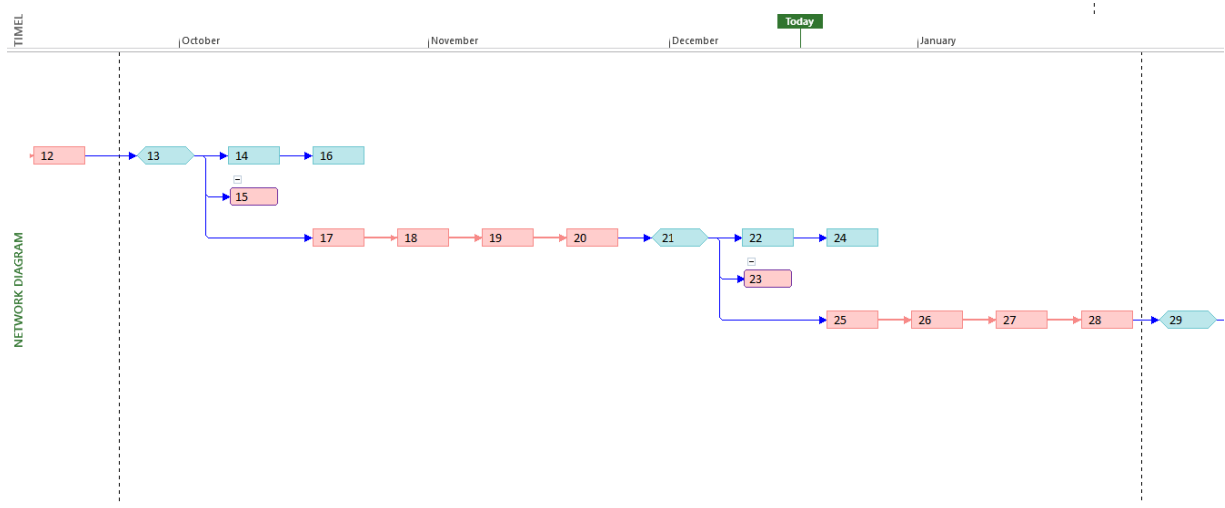 TIMEL
Today
October
November
December
January
NETWORK DIAGRAM
12
13
14
16
15
17
18
19
20
21
22
24
23
25
26
27
28
29